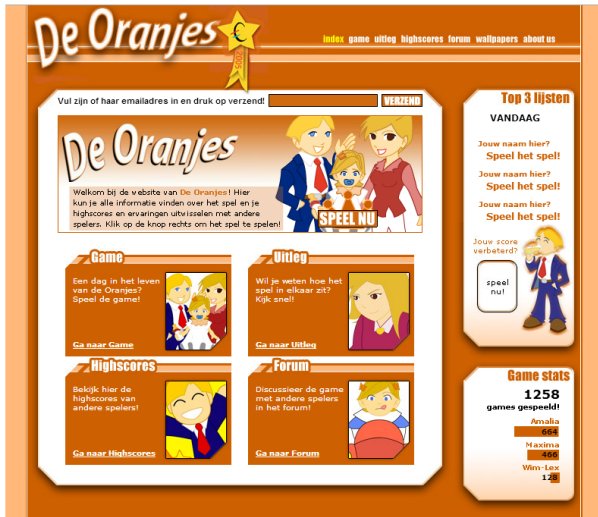 De Oranjes
€
2005
index game uitleg highscores forum wallpapers about us
Vul zijn of haar emailadres in en druk op verzend!
VERZEND
De Oranjes
Welkom bij de website van De Oranjes! Hier
kun je alle informatie vinden over het spel en je
highscores en ervaringen uitwisselen met andere
spelers. Klik op de knop rechts om het spel te spelen!
SPEEL NU
Game
Een dag in het leven
van de Oranjes?
Speel de game!
Ga naar Game
Uitleg
Wil je weten hoe het
spel in elkaar zit?
Kijk snel!
Ga naar Uitleg
Highscores
Bekijk hier de
highscores van
andere spelers!
Ga naar Highscores
Forum
Discussieer de game
met andere spelers
in het forum!
Ga naar Forum
Top 3 lijsten
VANDAAG
Jouw naam hier?
Speel het spel!
Jouw naam hier?
Speel het spel!
Jouw naam hier?
Speel het spel!
Jouw score
verbeterd?
speel
nu!
Game stats
1258
games gespeeld!
Amalia
664
Maxima
466
Wim-Lex
128